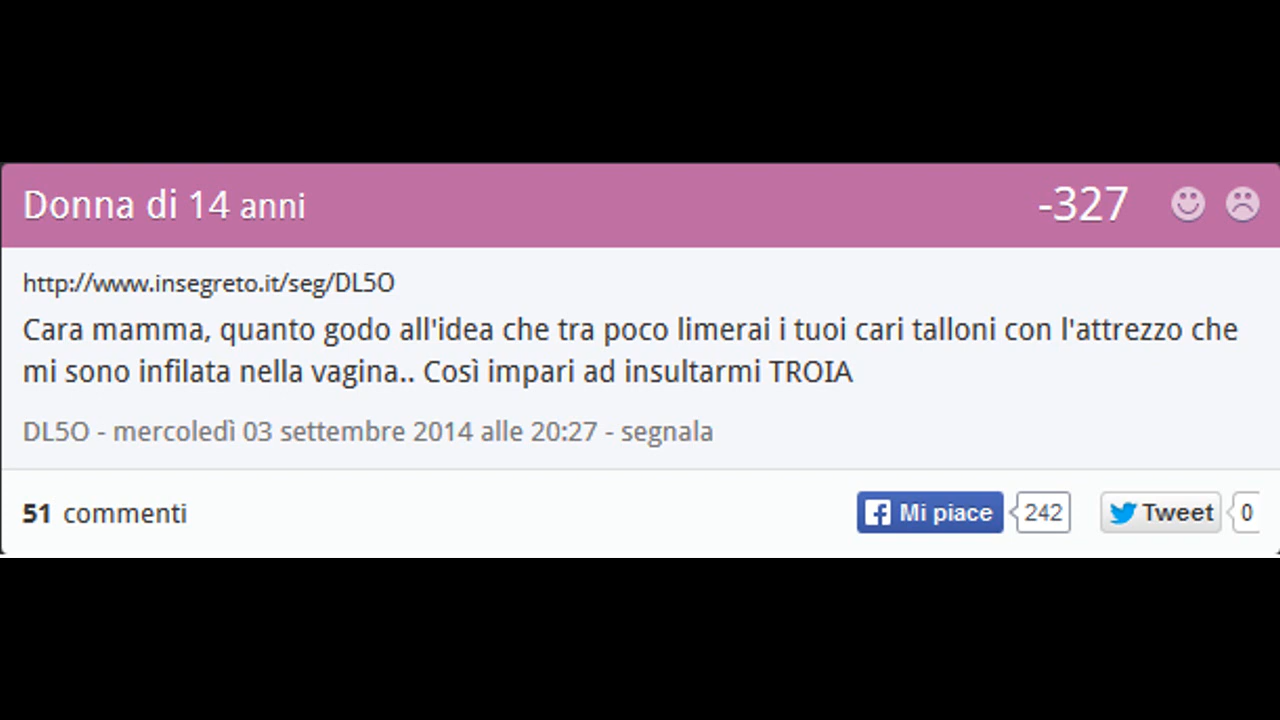 Donna di 14 anni -327
http://www.insegreto.it/seg/DL5O
Cara mamma, quanto godo all'idea che tra poco limerai i tuoi cari talloni con l'attrezzo che
mi sono infilata nella vagina.. Così impari ad insultarmi TROIA
DL5O - mercoledì 03 settembre 2014 alle 20:27 - segnala
51 commenti Mi piace 242 Tweet 0